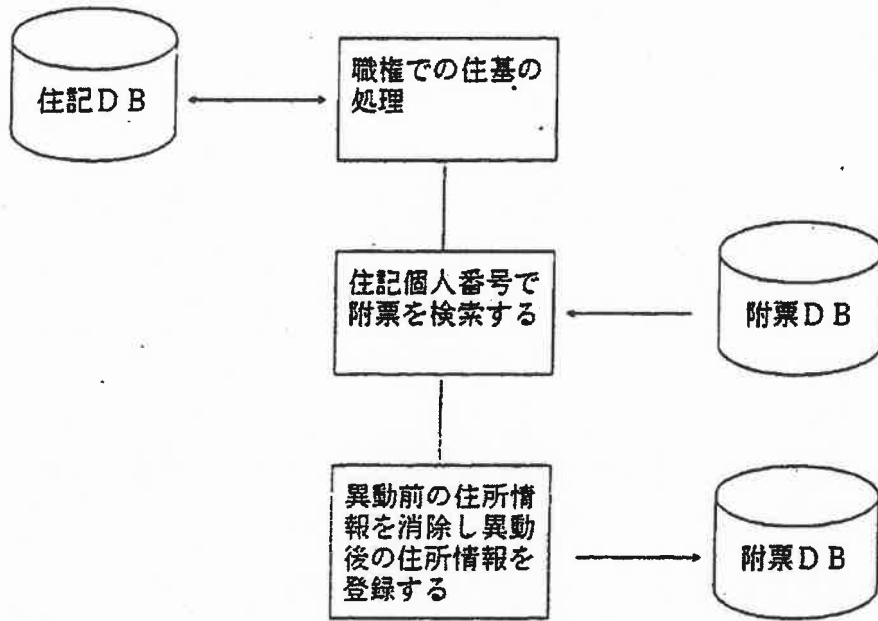 住記DB
職権での住基の
処理
住記個人番号で
附票を検索する
附票DB
異動前の住所情
報を消除し異動
後の住所情報を
登録する
附票DB